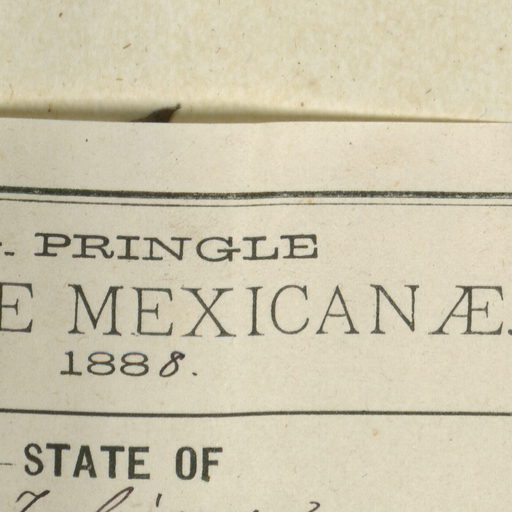 . PRINGLE
E MEXICANÆ.
1888.
STATE OF